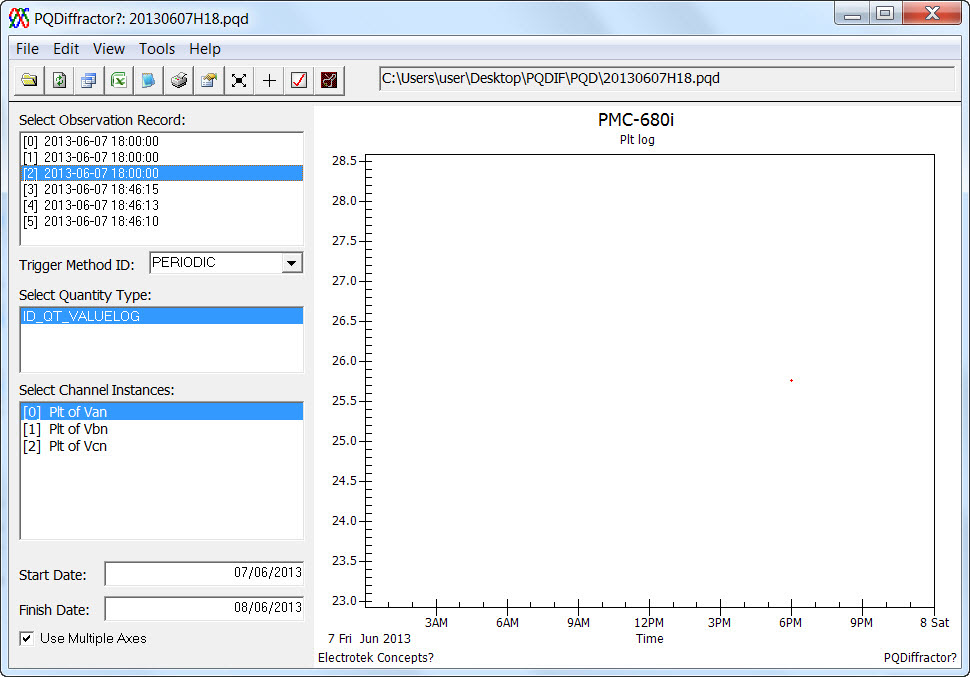 PQDiffractor?: 20130607H18.pqd
File Edit View Tools Help
C:\Users\user\Desktop\PQDIF\PQD\20130607H18.pqd
Select Observation Record:
[0] 2013-06-07 18:00:00
[1] 2013-06-07 18:00:00
[2] 2013-06-07 18:00:00
[3] 2013-06-07 18:46:15
[4] 2013-06-07 18:46:13
[5] 2013-06-07 18:46:10
Trigger Method ID: PERIODIC
Select Quantity Type:
ID_QT_VALUELOG
Select Channel Instances:
[0] Plt of Van
[1] Plt of Vbn
[2] Plt of Vcn
Start Date: 07/06/2013
Finish Date: 08/06/2013
Use Multiple Axes
PMC-680i
Plt log
28.5
28.0
27.5
27.0
26.5
26.0
25.5
25.0
24.5
24.0
23.5
23.0
3AM 6AM 9AM 12PM 3PM 6PM 9PM 8 Sat
7 Fri Jun 2013
Time
Electrotek Concepts?
PQDiffractor?